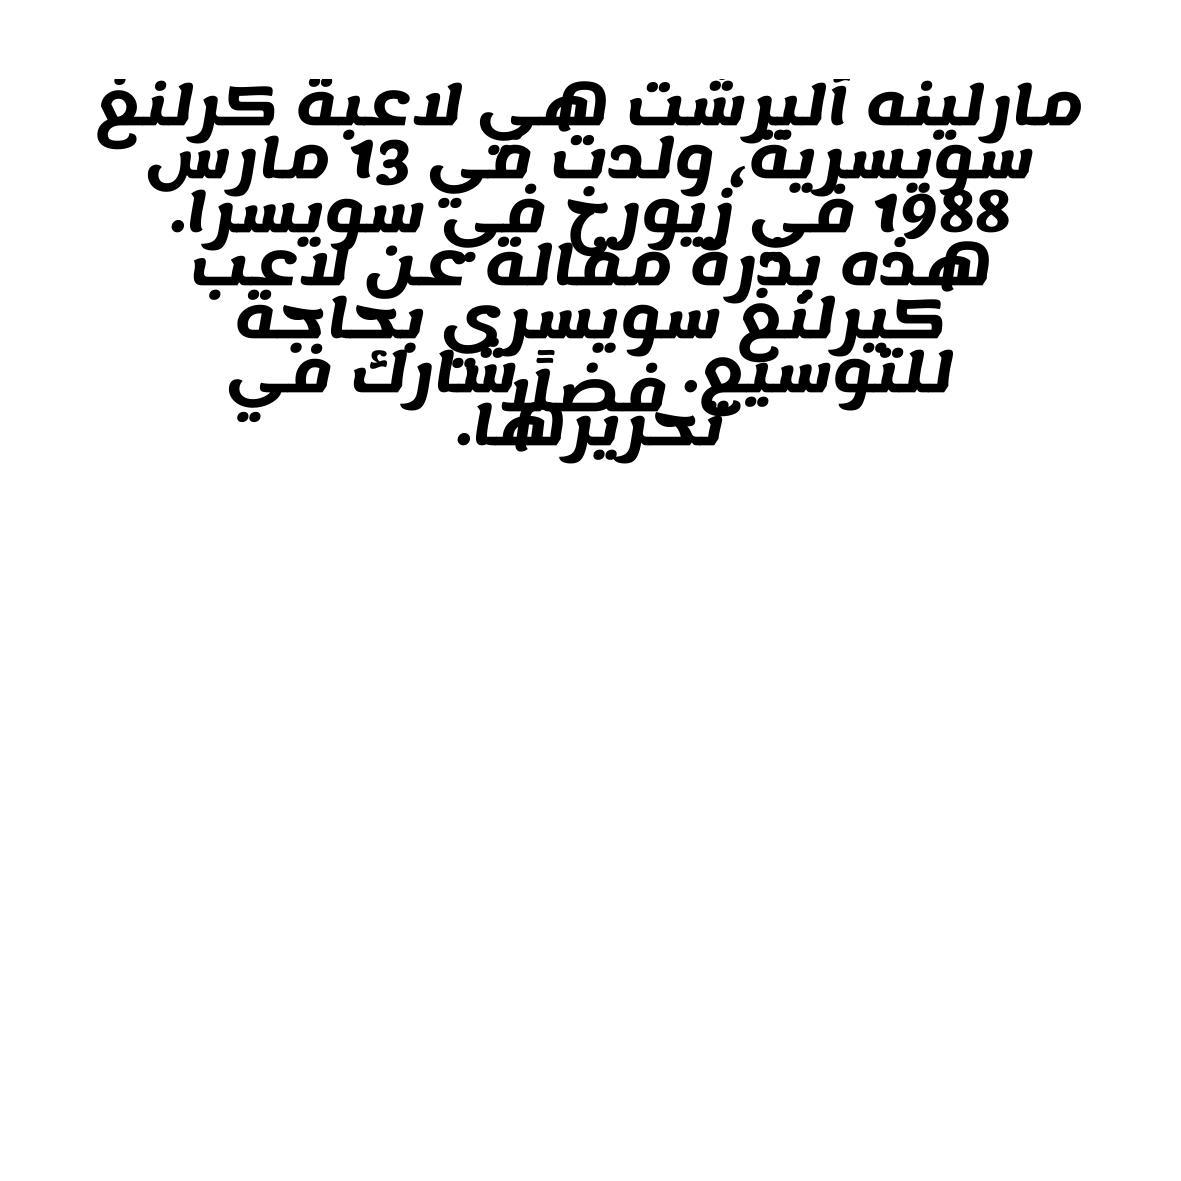 مارلينه ألبرشت هي لاعبة كرلنغ
سويسرية، ولدت في 13 مارس
1988 في زيورخ في سويسرا.
هذه بذرة مقالة عن لاعب
كيرلنغ سويسري بحاجة
للتوسيع. فضلًا شارك في
تحريرها.